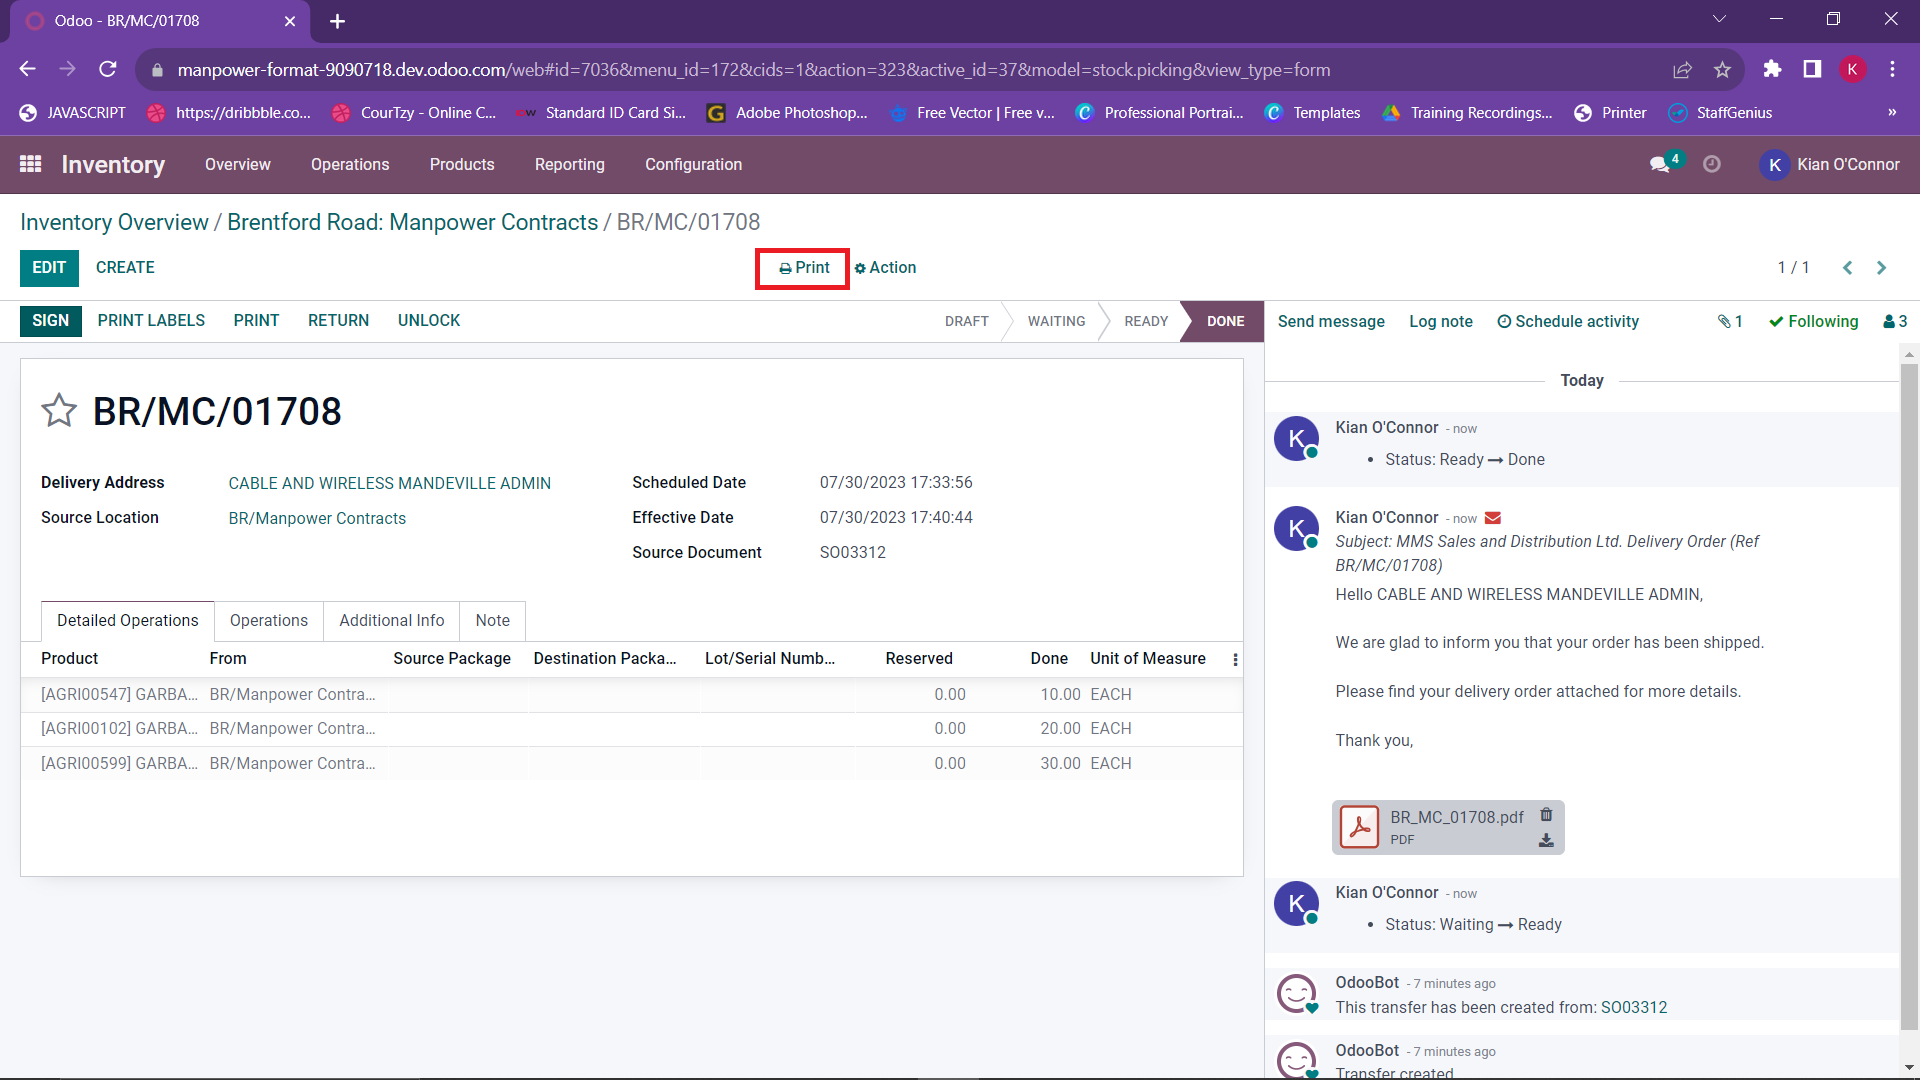 Odoo - BR/MC/01708
manpower-format-9090718.dev.odoo.com/web#id=7036&menu_id=172&cids=1&action=323&active_id=37&model=stock.picking&view_type=form
K
JAVASCRIPT https://dribbble.co... CourTzy - Online C... Standard ID Card Si... Adobe Photoshop... Free Vector | Free v... Professional Portrai... Templates Training Recordings... Printer StaffGenius »
Inventory Overview Operations Products Reporting Configuration 4 K Kian O'Connor
Inventory Overview / Brentford Road: Manpower Contracts / BR/MC/01708
EDIT CREATE Print Action 1 / 1
SIGN PRINT LABELS PRINT RETURN UNLOCK DRAFT WAITING READY DONE
Send message Log note Schedule activity 1 Following 3
BR/MC/01708
Delivery Address CABLE AND WIRELESS MANDEVILLE ADMIN
Source Location BR/Manpower Contracts
Scheduled Date 07/30/2023 17:33:56
Effective Date 07/30/2023 17:40:44
Source Document SO03312
Detailed Operations Operations Additional Info Note
Product From Source Package Destination Packa... Lot/Serial Numb... Reserved Done Unit of Measure
[AGRI00547] GARBA... BR/Manpower Contra... 0.00 10.00 EACH
[AGRI00102] GARBA... BR/Manpower Contra... 0.00 20.00 EACH
[AGRI00599] GARBA... BR/Manpower Contra... 0.00 30.00 EACH
Today
K Kian O'Connor - now
• Status: Ready → Done
K Kian O'Connor - now
Subject: MMS Sales and Distribution Ltd. Delivery Order (Ref
BR/MC/01708)
Hello CABLE AND WIRELESS MANDEVILLE ADMIN,
We are glad to inform you that your order has been shipped.
Please find your delivery order attached for more details.
Thank you,
BR_MC_01708.pdf
PDF
K Kian O'Connor - now
• Status: Waiting → Ready
OdooBot - 7 minutes ago
This transfer has been created from: SO03312
OdooBot - 7 minutes ago
Transfer created